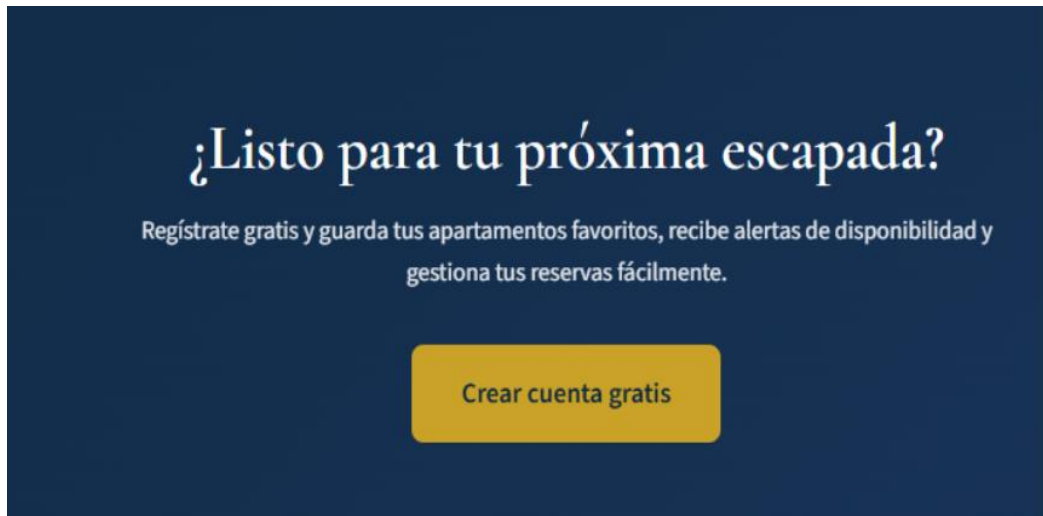 ¿Listo para tu próxima escapada?
Regístrate gratis y guarda tus apartamentos favoritos, recibe alertas de disponibilidad y
gestiona tus reservas fácilmente.
Crear cuenta gratis